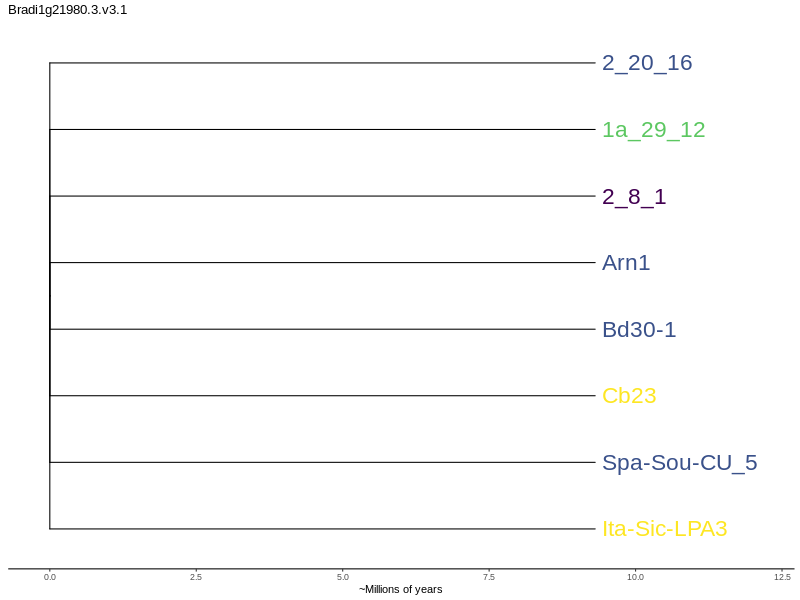 Bradi1g21980.3.v3.1
2_20_16
1a_29_12
2_8_1
Arn1
Bd30-1
Cb23
Spa-Sou-CU_5
Ita-Sic-LPA3
0.0 2.5 5.0 7.5 10.0 12.5
~Millions of years